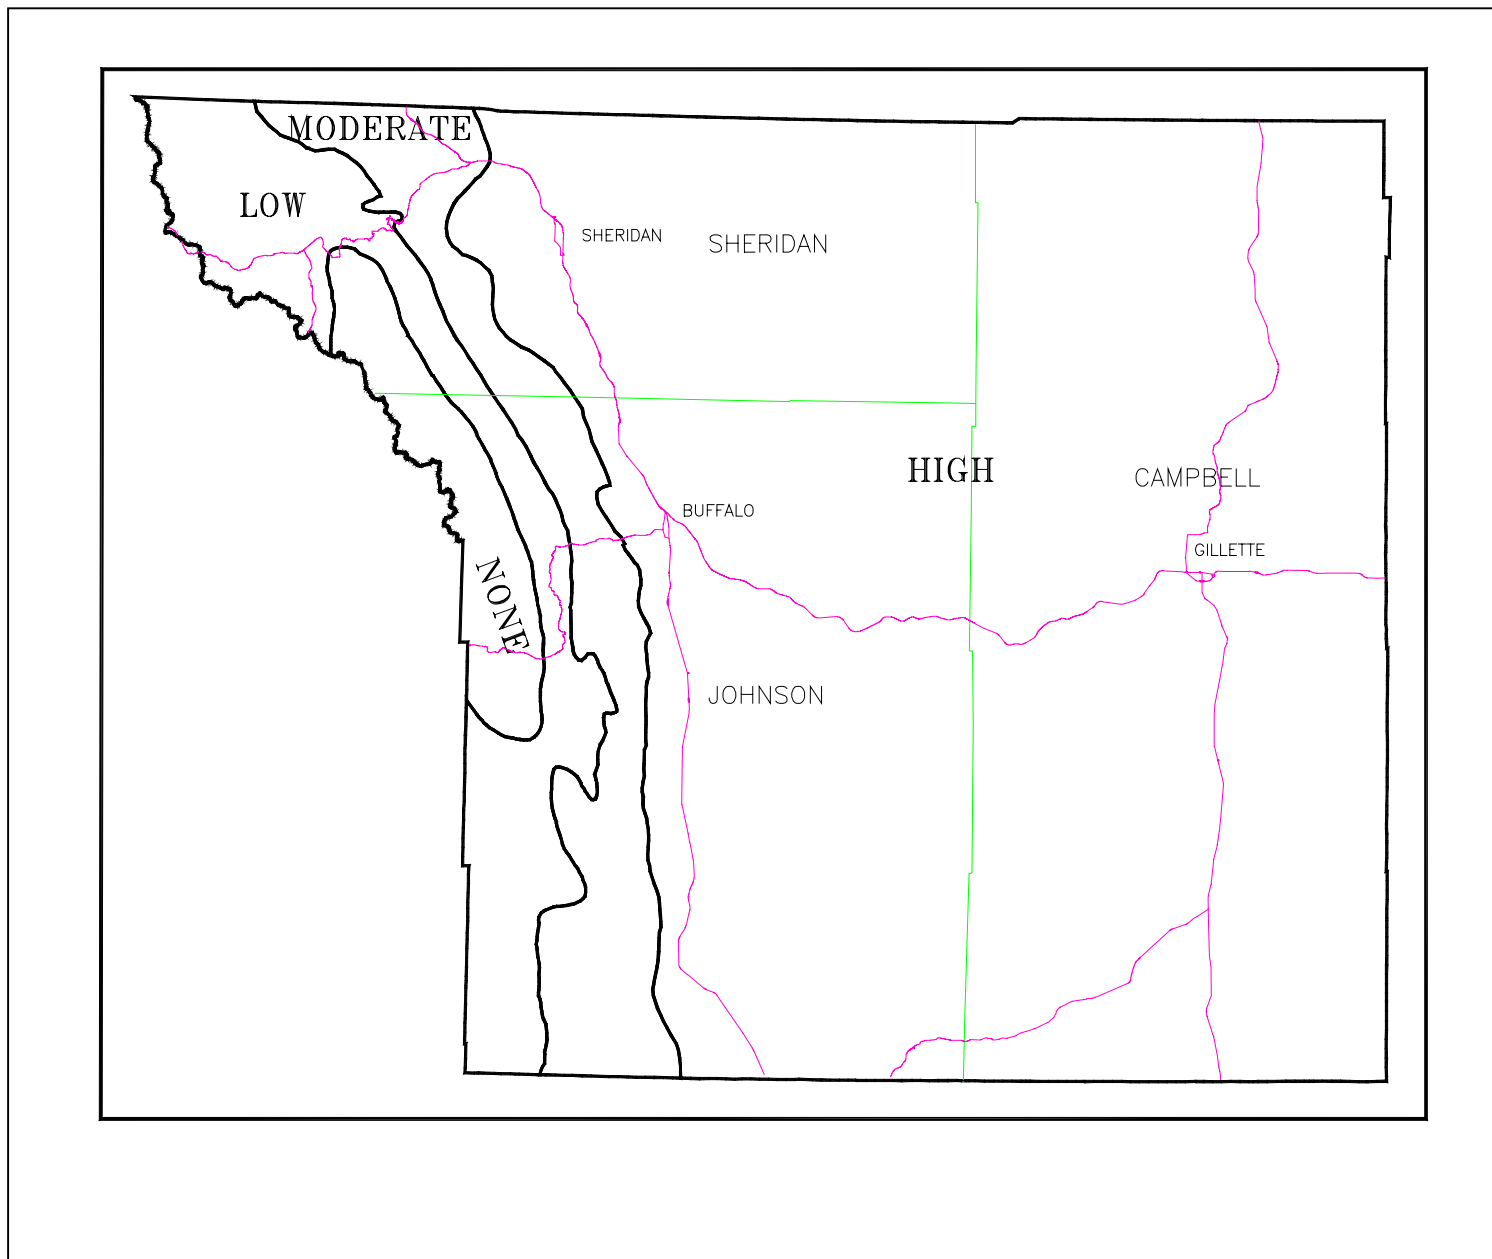 MODERATE
LOW
SHERIDAN
SHERIDAN
HIGH
CAMPBELL
BUFFALO
GILLETTE
NONE
JOHNSON